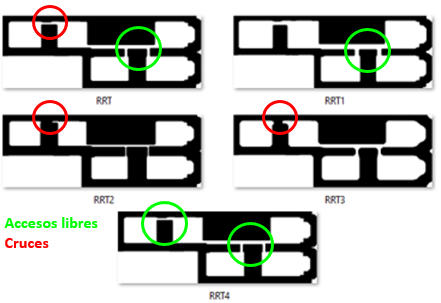 RRT
RRT1
RRT2
RRT3
Accesos libres
Cruces
RRT4